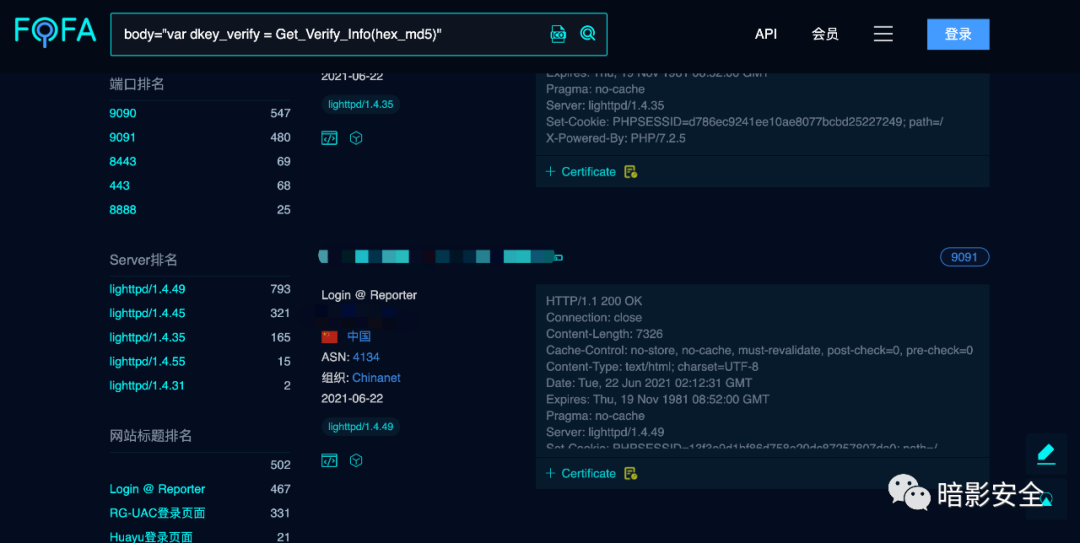 FOFA
body="var dkey_verify = Get_Verify_Info(hex_md5)"
API
会员
登录
端口排名
9090 547
9091 480
8443 69
443 68
8888 25
Server排名
lighttpd/1.4.49 793
lighttpd/1.4.45 321
lighttpd/1.4.35 165
lighttpd/1.4.55 15
lighttpd/1.4.31 2
网站标题排名
502
Login @ Reporter 467
RG-UAC登录页面 331
Huayu登录页面 21
2021-06-22
lighttpd/1.4.35
Expires: Thu, 19 Nov 1981 08:52:00 GMT
Pragma: no-cache
Server: lighttpd/1.4.35
Set-Cookie: PHPSESSID=d786ec9241ee10ae8077bcbd25227249; path=/
X-Powered-By: PHP/7.2.5
+ Certificate
9091
Login @ Reporter
中国
ASN: 4134
组织: Chinanet
2021-06-22
lighttpd/1.4.49
HTTP/1.1 200 OK
Connection: close
Content-Length: 7326
Cache-Control: no-store, no-cache, must-revalidate, post-check=0, pre-check=0
Content-Type: text/html; charset=UTF-8
Date: Tue, 22 Jun 2021 02:12:31 GMT
Expires: Thu, 19 Nov 1981 08:52:00 GMT
Pragma: no-cache
Server: lighttpd/1.4.49
+ Certificate
暗影安全